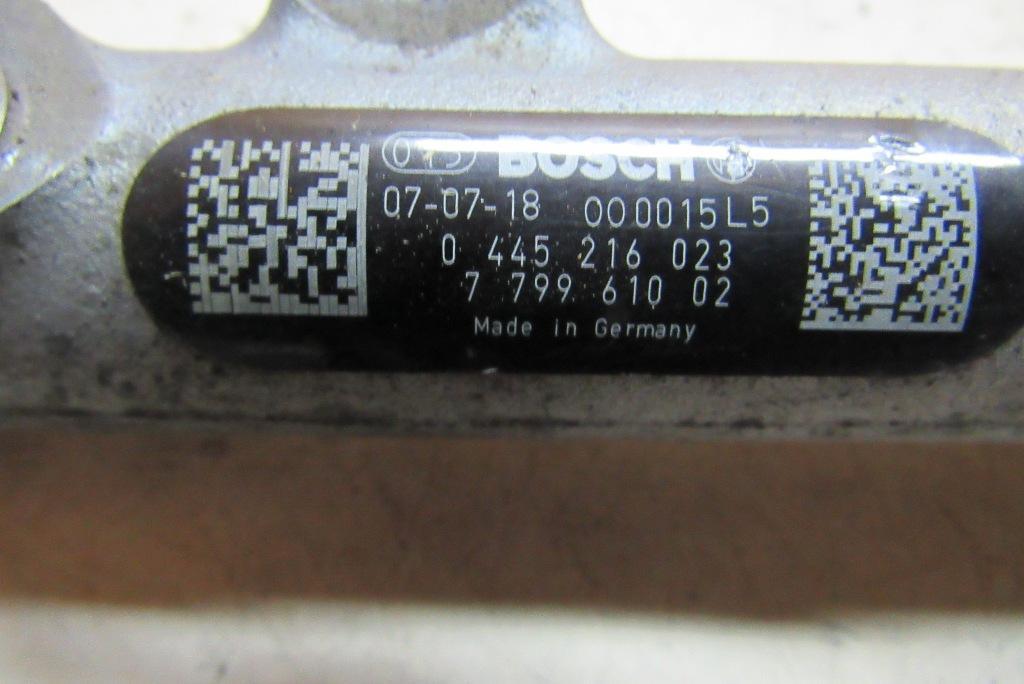 BOSCH
07-07-18 000015L5
0 445 216 023
7 799 610 02
Made in Germany